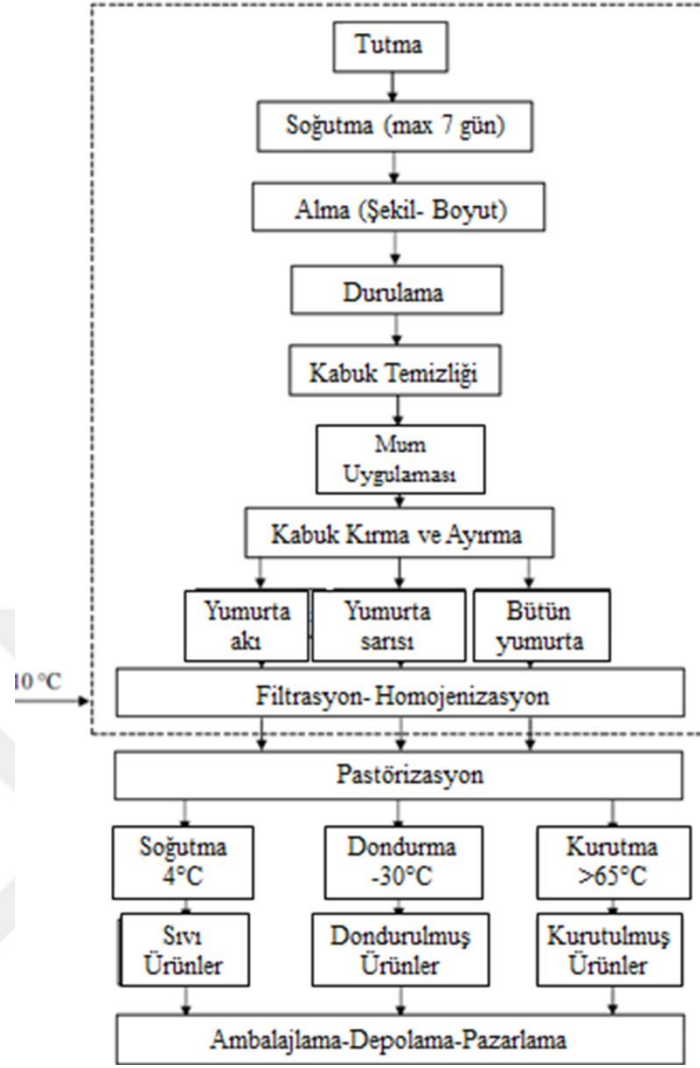 Tutma
Soğutma (max 7 gün)
Alma (Şekil- Boyut)
Durulama
Kabuk Temizliği
Mum
Uygulaması
Kabuk Kırma ve Ayırma
Yumurta
akı
Yumurta
sarısı
Bütün
yumurta
10 °C
Filtrasyon- Homojenizasyon
Pastörizasyon
Soğutma
4°C
Dondurma
-30°C
Kurutma
>65°C
Sıvı
Ürünler
Dondurulmuş
Ürünler
Kurutulmuş
Ürünler
Ambalajlama-Depolama-Pazarlama